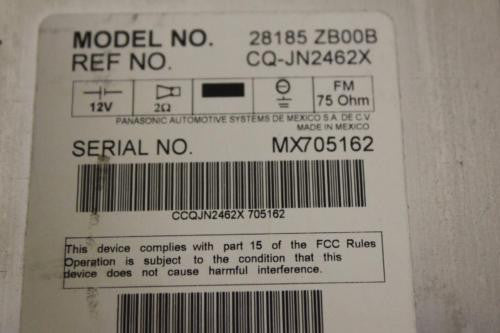 MODEL NO. 28185 ZB00B
REF NO. CQ-JN2462X
12V 2Ω FM 75 Ohm
PANASONIC AUTOMOTIVE SYSTEMS DE MEXICO S.A. DE C.V
MADE IN MEXICO
SERIAL NO. MX705162
CCQJN2462X 705162
This device complies with part 15 of the FCC Rules
Operation is subject to the condition that this
device does not cause harmful interference.